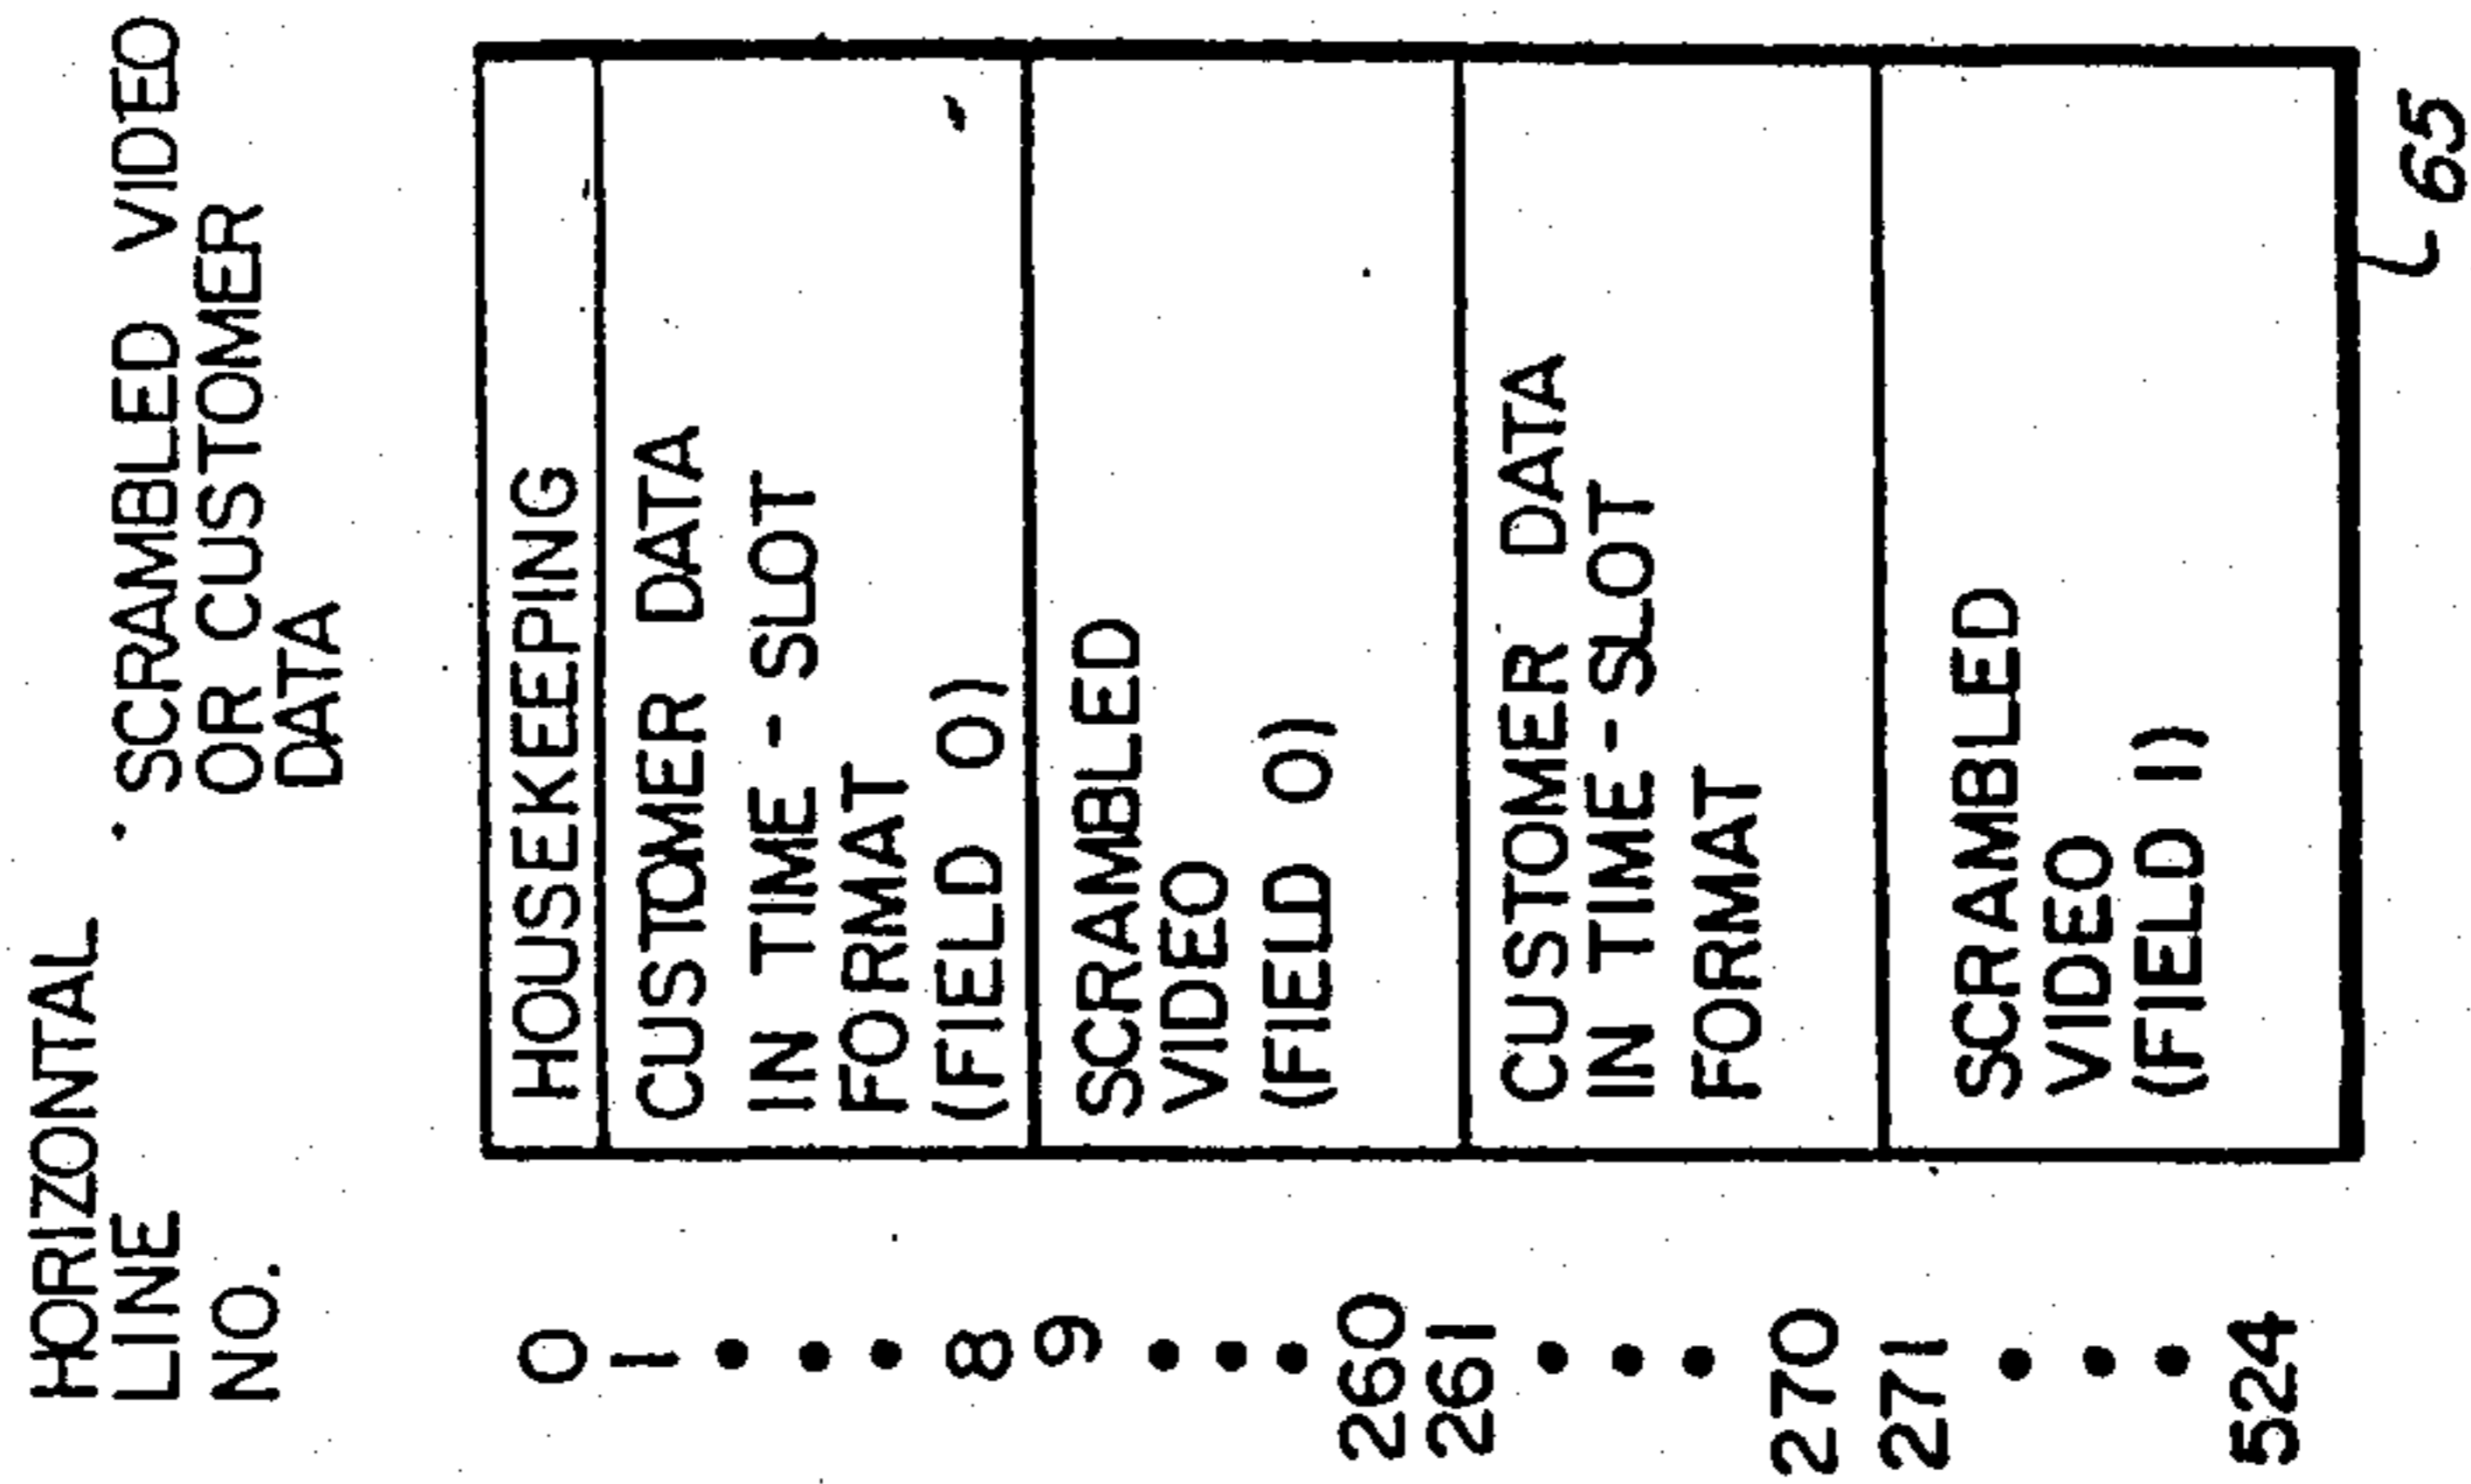 HORIZONTAL
LINE
NO.
SCRAMBLED VIDEO
OR CUSTOMER
DATA
0
1
8
9
260
261
270
271
524
HOUSEKEEPING
CUSTOMER DATA
IN TIME - SLOT
FORMAT
(FIELD 0)
SCRAMBLED
VIDEO
(FIELD 0)
CUSTOMER DATA
IN TIME-SLOT
FORMAT
SCRAMBLED
VIDEO
(FIELD 1)
65